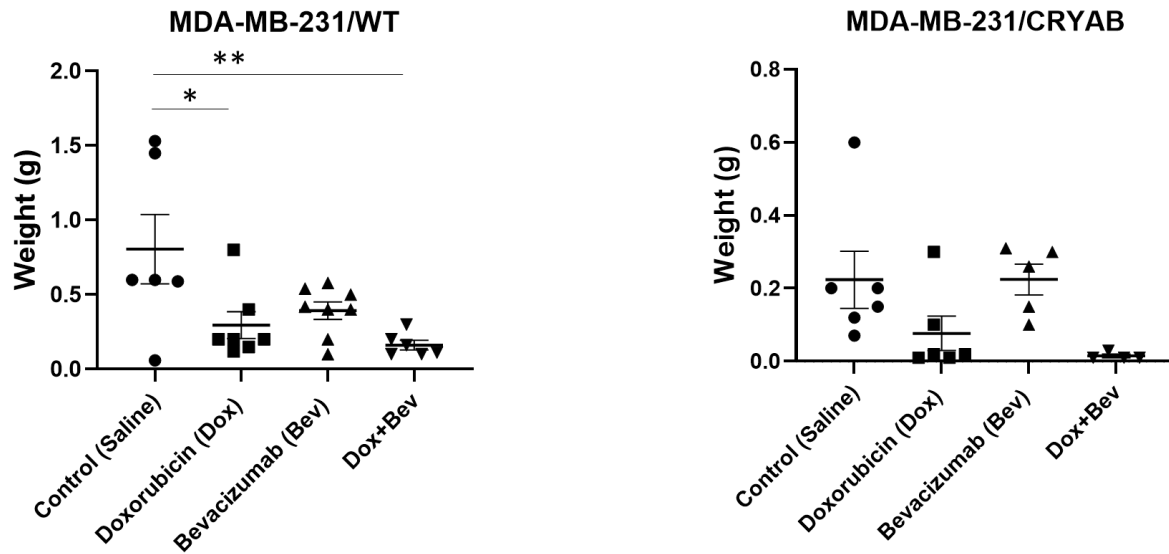 MDA-MB-231/WT
**
*
Weight (g)
2.0
1.5
1.0
0.5
0.0
Control (Saline)
Doxorubicin (Dox)
Bevacizumab (Bev)
Dox+Bev
MDA-MB-231/CRYAB
Weight (g)
0.8
0.6
0.4
0.2
0.0
Control (Saline)
Doxorubicin (Dox)
Bevacizumab (Bev)
Dox+Bev